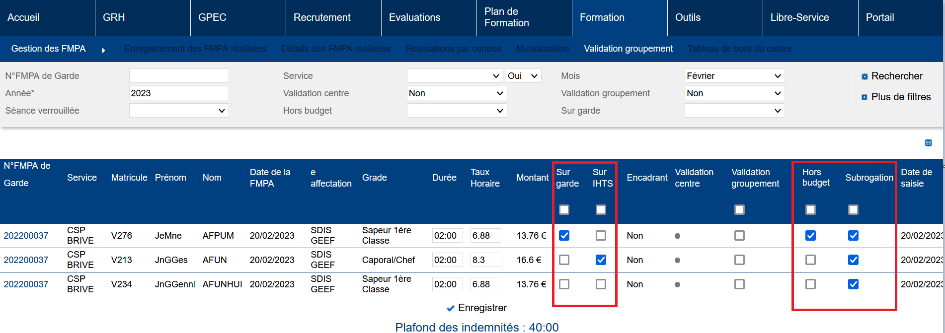 Accueil GRH GPEC Recrutement Evaluations Plan de Formation Formation Outils Libre-Service Portail
Gestion des FMPA Enregistrement des FMPA réalisées Détails des FMPA réalisées Réalisations par centres Mutualisation Validation groupement Tableau de bord du centre
N°FMPA de Garde Service Oui Mois Février Rechercher
Année* 2023 Validation centre Non Validation groupement Non Plus de filtres
Séance verrouillée Hors budget Sur garde
N°FMPA de Garde Service Matricule Prénom Nom Date de la FMPA e affectation Grade Durée Taux Horaire Montant Sur garde Sur IHTS Encadrant Validation centre Validation groupement Hors budget Subrogation Date de saisie
202200037 CSP BRIVE V276 JeMne AFPUM 20/02/2023 SDIS GEEF Sapeur 1ère Classe 02:00 6.88 13.76 € Non 20/02/2023
202200037 CSP BRIVE V213 JnGGes AFUN 20/02/2023 SDIS GEEF Caporal/Chef 02:00 8.3 16.6 € Non 20/02/2023
202200037 CSP BRIVE V234 JnGGenni AFUNHUI 20/02/2023 SDIS GEEF Sapeur 1ère Classe 02:00 6.88 13.76 € Non 20/02/2023
Enregistrer
Plafond des indemnités : 40:00